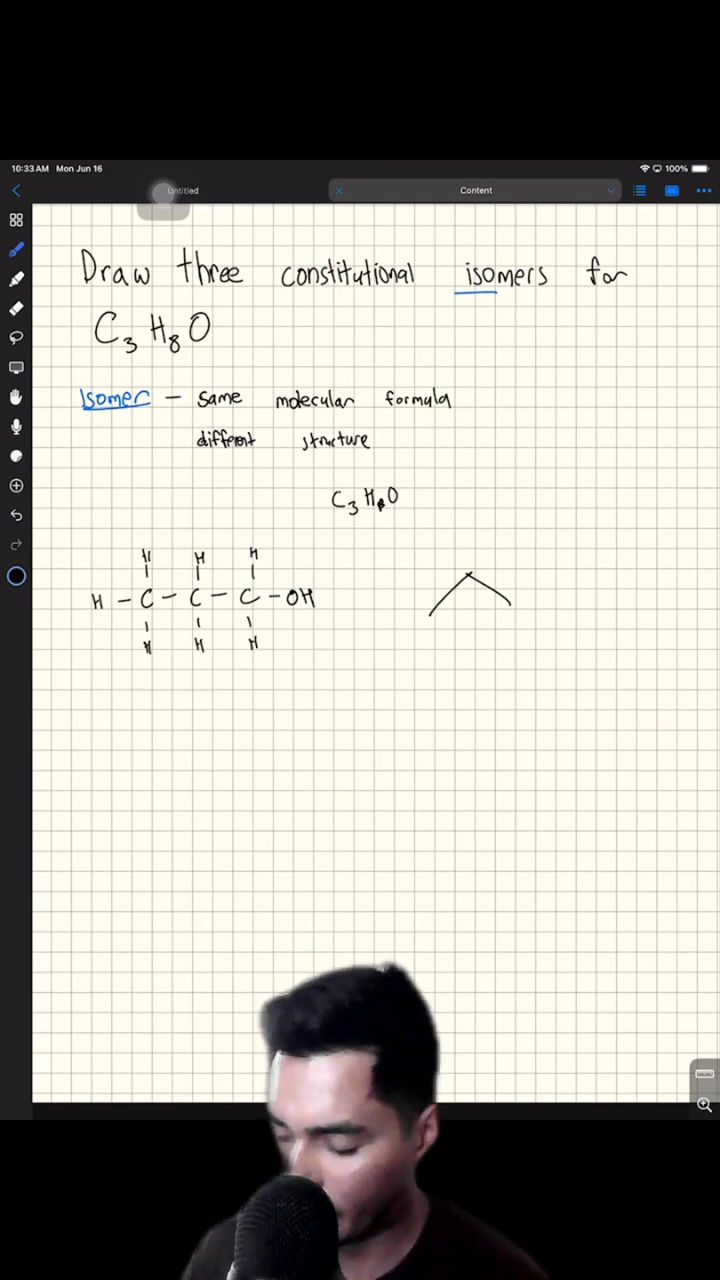 10:33 AM Mon Jun 16 100%
Untitled Content
Draw three constitutional isomers for
C₃H₈O
Isomer – same molecular formula
different structure
C₃H₈O
H H H
H – C – C – C – OH
H H H